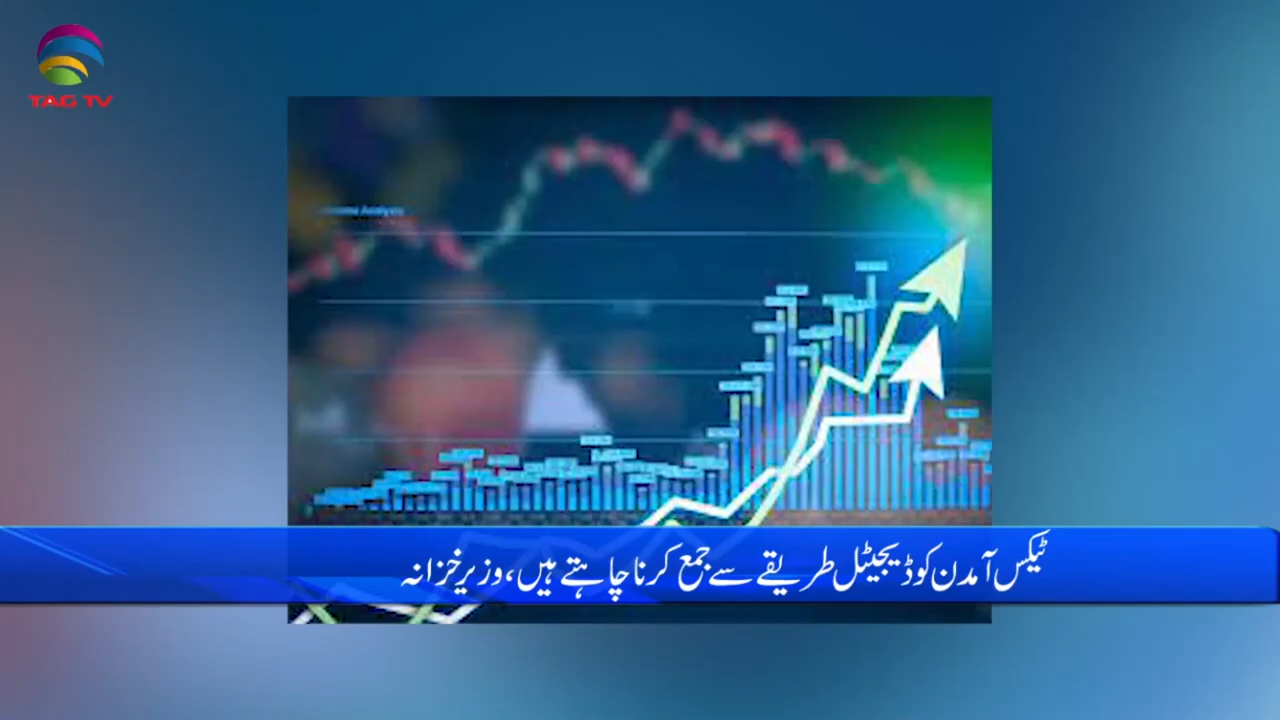 TAG TV
ٹیکس آمدن کو ڈیجیٹل طریقے سے جمع کرنا چاہتے ہیں، وزیرِ خزانہ